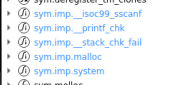 sym.deregister_tm_clones
sym.imp.__isoc99_sscanf
sym.imp.__printf_chk
sym.imp.__stack_chk_fail
sym.imp.malloc
sym.imp.system